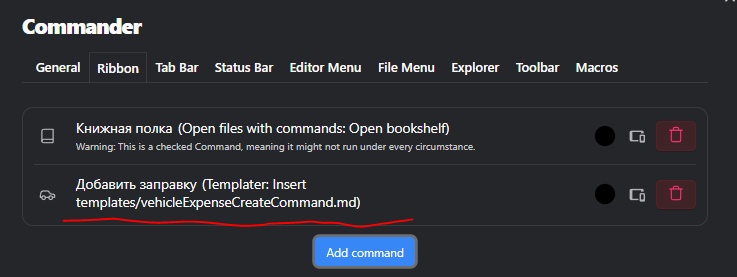 Commander
General Ribbon Tab Bar Status Bar Editor Menu File Menu Explorer Toolbar Macros
Книжная полка (Open files with commands: Open bookshelf)
Warning: This is a checked Command, meaning it might not run under every circumstance.
Добавить заправку (Templater: Insert
templates/vehicleExpenseCreateCommand.md)
Add command